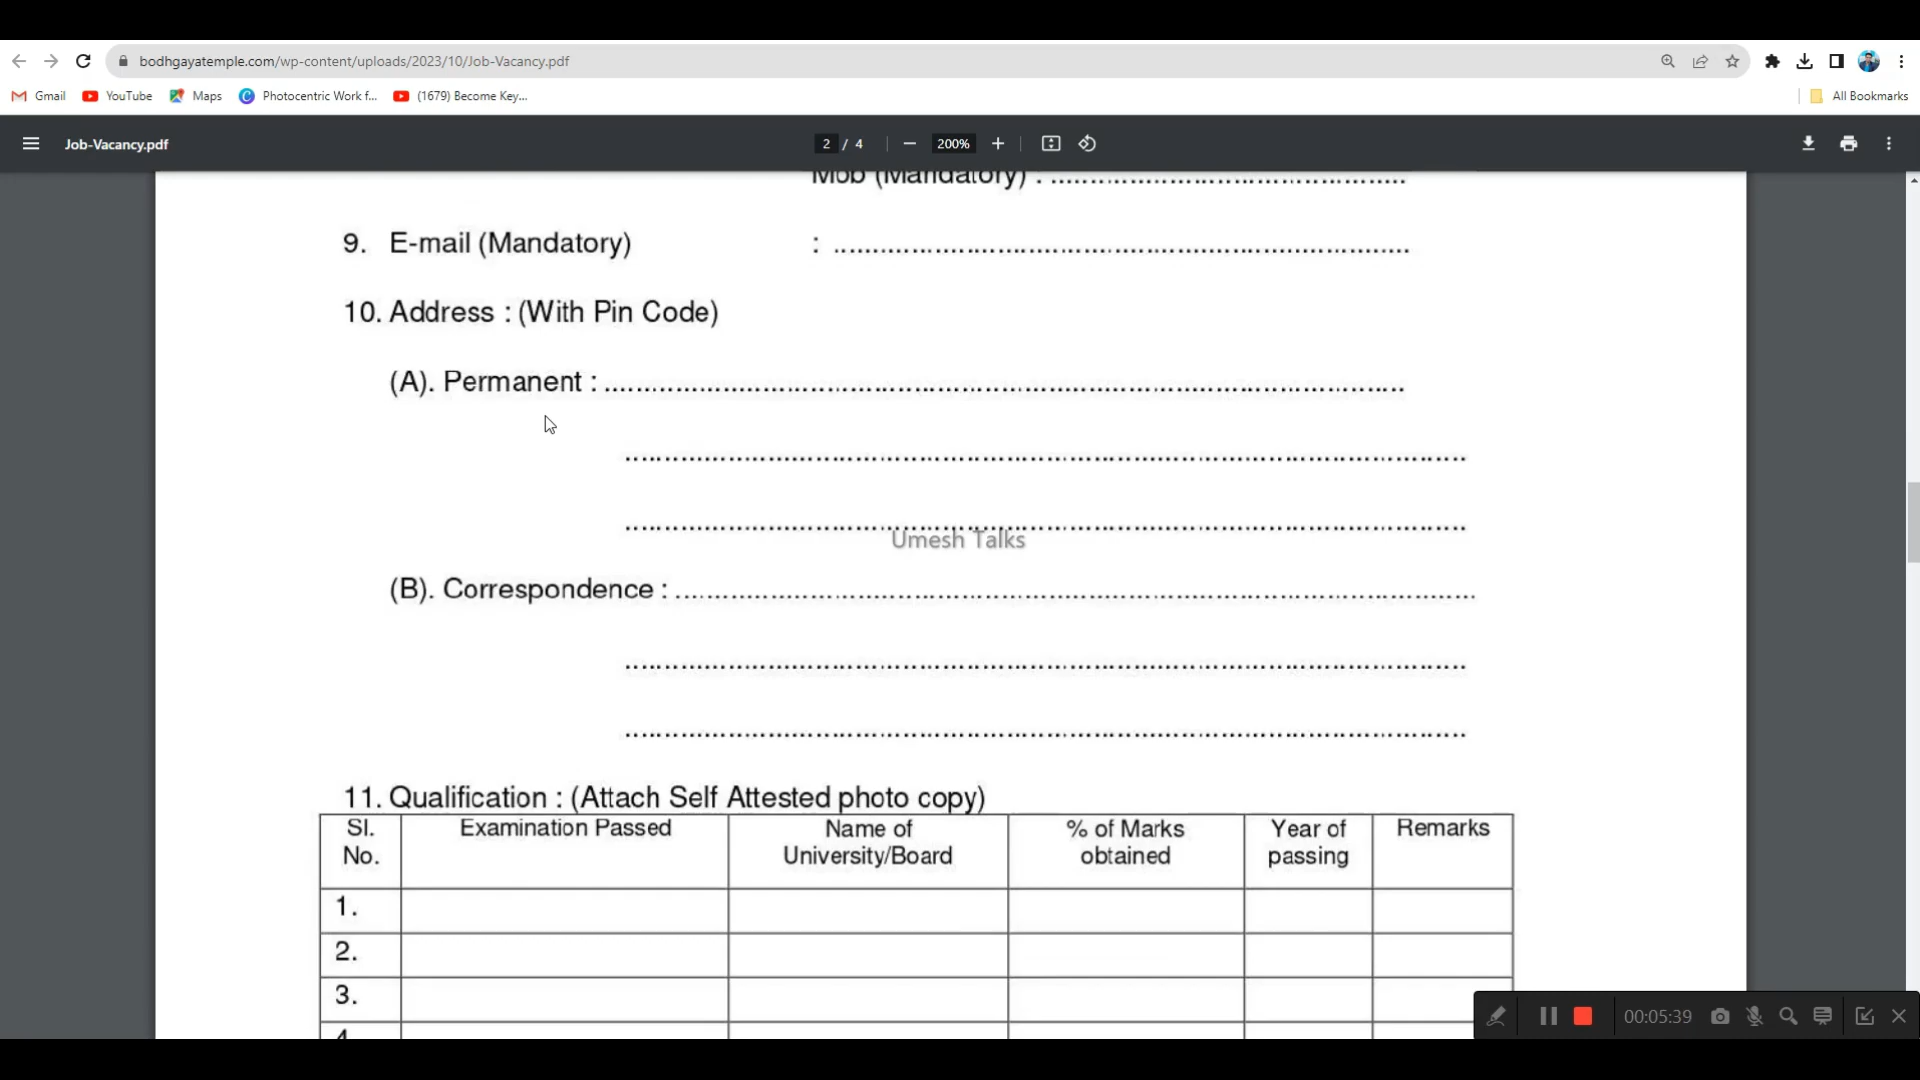 bodhgayatemple.com/wp-content/uploads/2023/10/Job-Vacancy.pdf
Gmail YouTube Maps Photocentric Work f... (1679) Become Key... All Bookmarks
Job-Vacancy.pdf 2 / 4 200%
Mob (Mandatory) : ..........................................
9. E-mail (Mandatory) : ..........................................
10. Address : (With Pin Code)
(A). Permanent : ..........................................
..........................................
..........................................
Umesh Talks
(B). Correspondence : ..........................................
..........................................
..........................................
11. Qualification : (Attach Self Attested photo copy)
Sl. No. Examination Passed Name of University/Board % of Marks obtained Year of passing Remarks
1.
2.
3.
4.
00:05:39